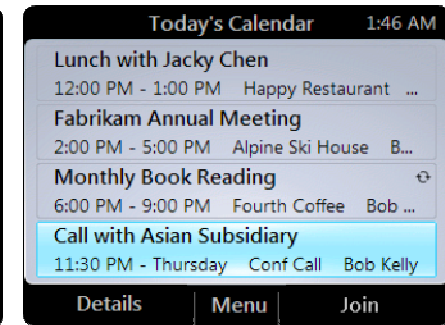 Today's Calendar 1:46 AM
Lunch with Jacky Chen
12:00 PM - 1:00 PM Happy Restaurant ...
Fabrikam Annual Meeting
2:00 PM - 5:00 PM Alpine Ski House B...
Monthly Book Reading
6:00 PM - 9:00 PM Fourth Coffee Bob ...
Call with Asian Subsidiary
11:30 PM - Thursday Conf Call Bob Kelly
Details Menu Join